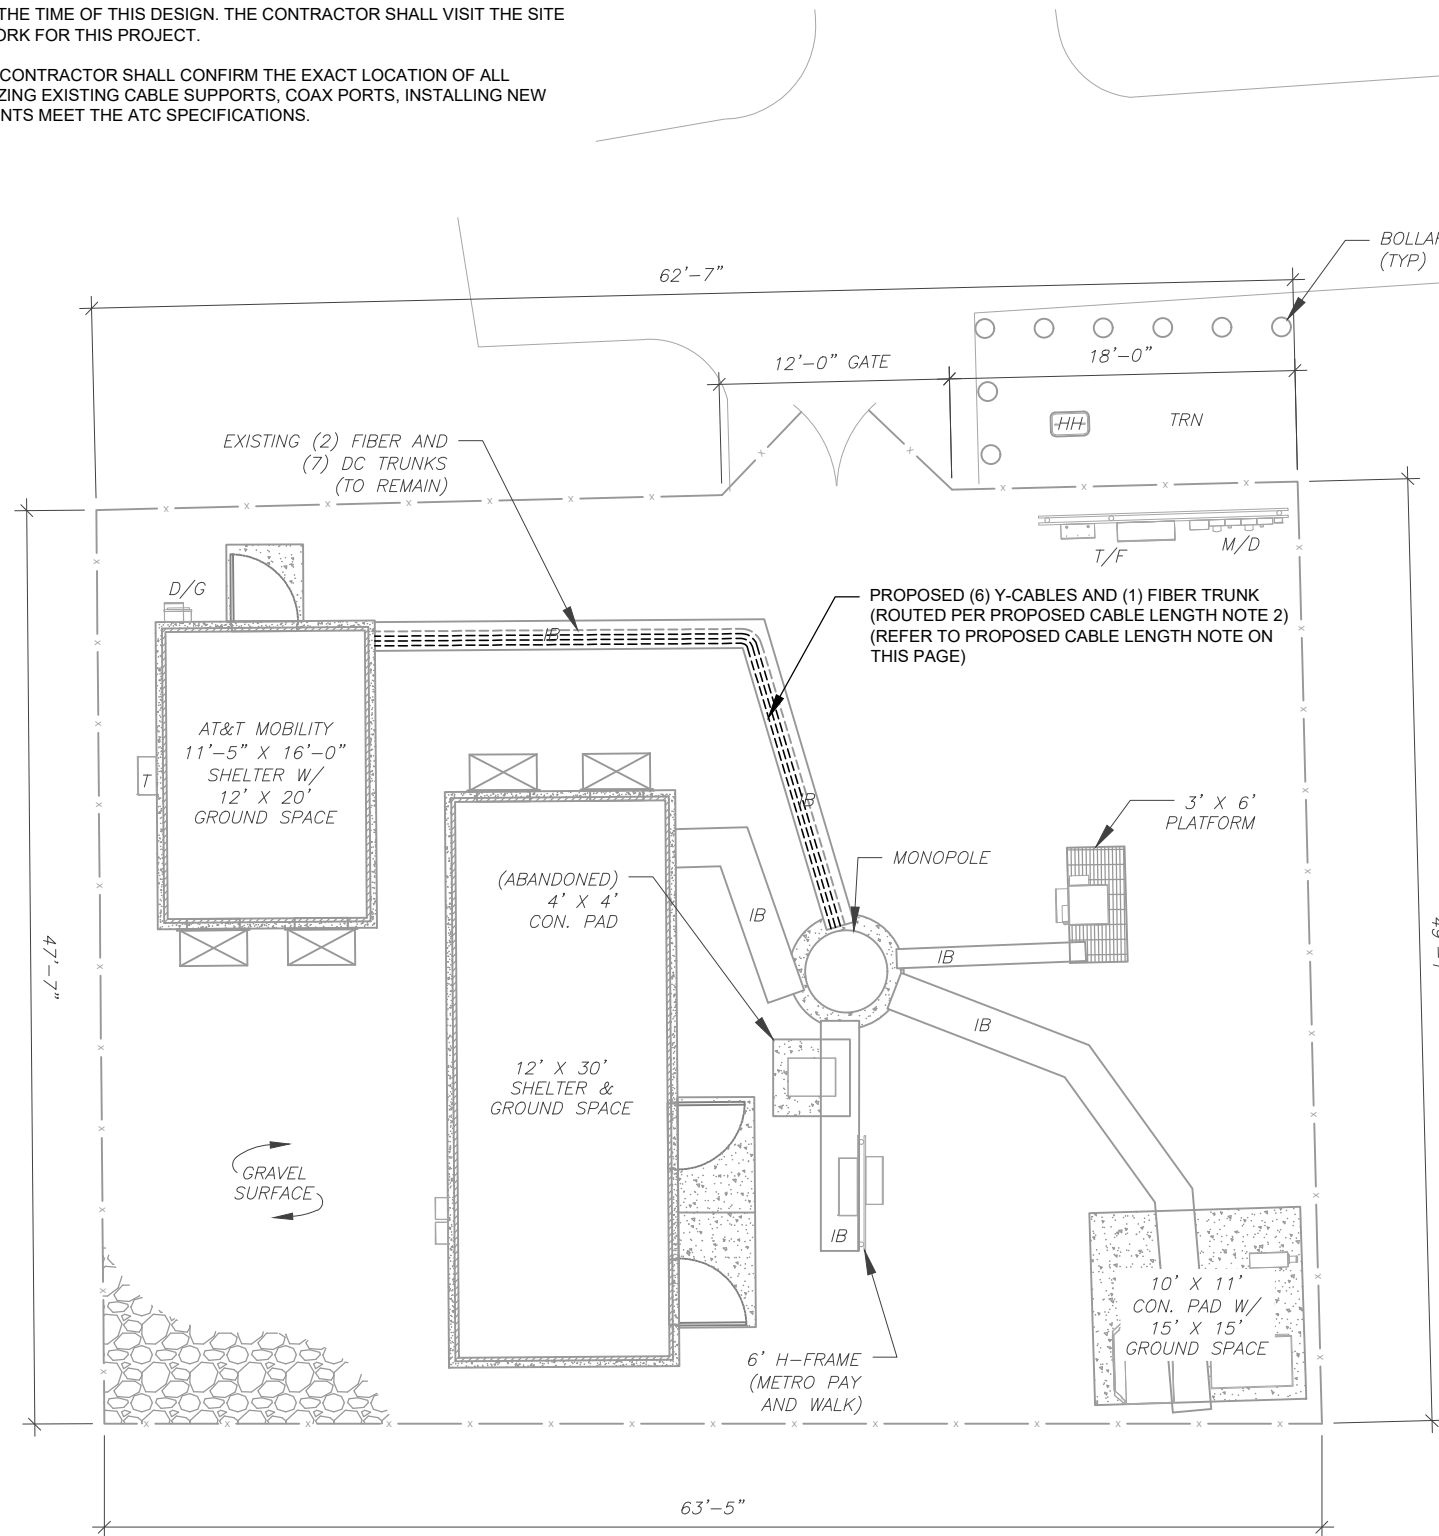 THE TIME OF THIS DESIGN. THE CONTRACTOR SHALL VISIT THE SITE
ORK FOR THIS PROJECT.
CONTRACTOR SHALL CONFIRM THE EXACT LOCATION OF ALL
ZING EXISTING CABLE SUPPORTS, COAX PORTS, INSTALLING NEW
NTS MEET THE ATC SPECIFICATIONS.
BOLLAR
(TYP)
62'-7"
12'-0" GATE
18'-0"
HH
TRN
EXISTING (2) FIBER AND
(7) DC TRUNKS
(TO REMAIN)
T/F
M/D
D/G
IB
PROPOSED (6) Y-CABLES AND (1) FIBER TRUNK
(ROUTED PER PROPOSED CABLE LENGTH NOTE 2)
(REFER TO PROPOSED CABLE LENGTH NOTE ON
THIS PAGE)
AT&T MOBILITY
11'-5" X 16'-0"
SHELTER W/
12' X 20'
GROUND SPACE
T
IB
3' X 6'
PLATFORM
MONOPOLE
(ABANDONED)
4' X 4'
CON. PAD
IB
IB
IB
47'-7"
12' X 30'
SHELTER &
GROUND SPACE
GRAVEL
SURFACE
IB
10' X 11'
CON. PAD W/
15' X 15'
GROUND SPACE
6' H-FRAME
(METRO PAY
AND WALK)
63'-5"